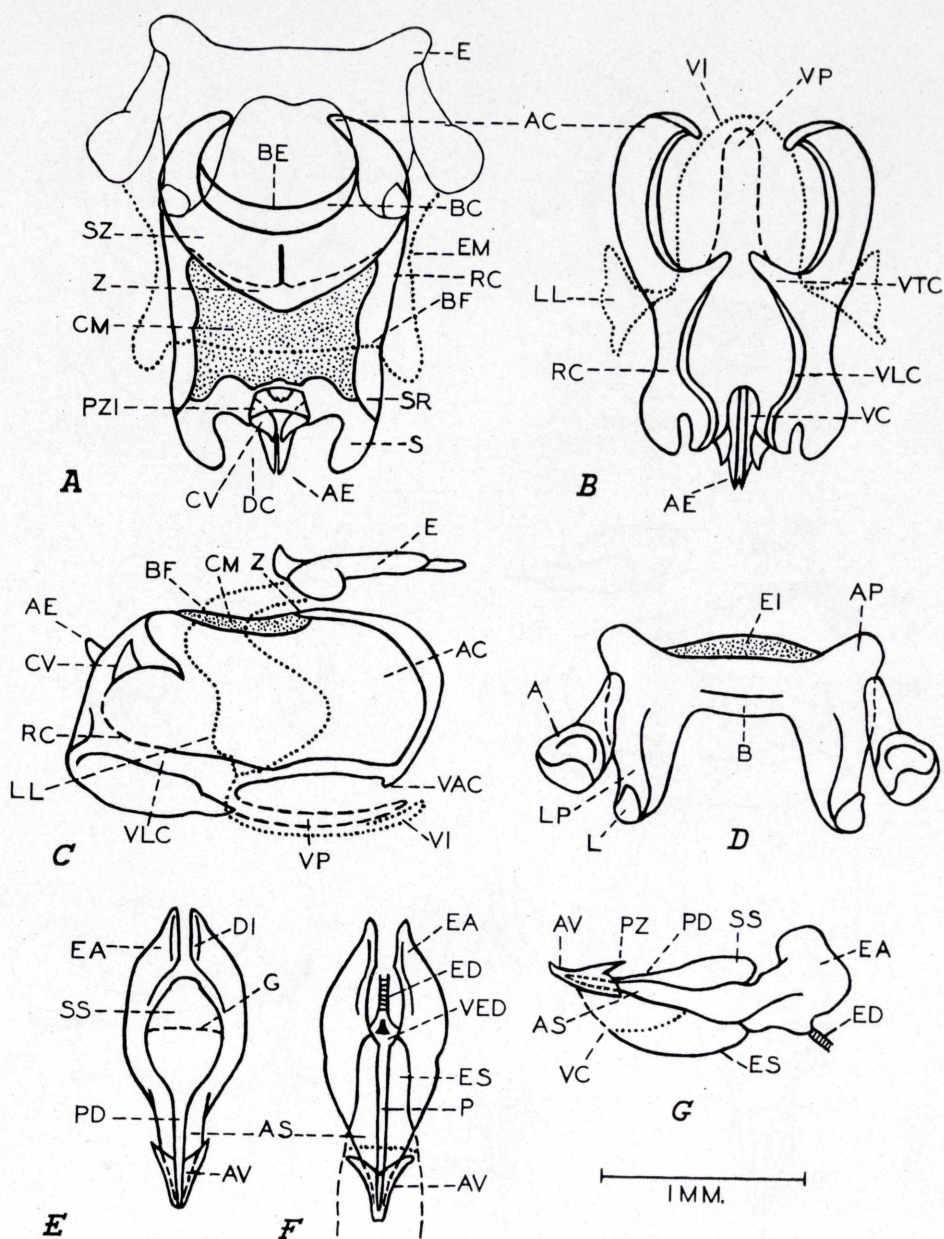 E
AC
BE
BC
SZ
EM
Z
RC
CM
BF
PZI
SR
S
CV
DC
AE
A
VI
VP
LL
VTC
RC
VLC
VC
AE
B
BF
CM
Z
E
AE
CV
AC
RC
LL
VLC
VP
VAC
VI
C
EI
AP
A
B
LP
L
D
EA
DI
SS
G
PD
AS
AV
E
EA
ED
VED
ES
P
AV
F
AV
PZ
PD
SS
EA
AS
ED
VC
ES
G
1 MM.